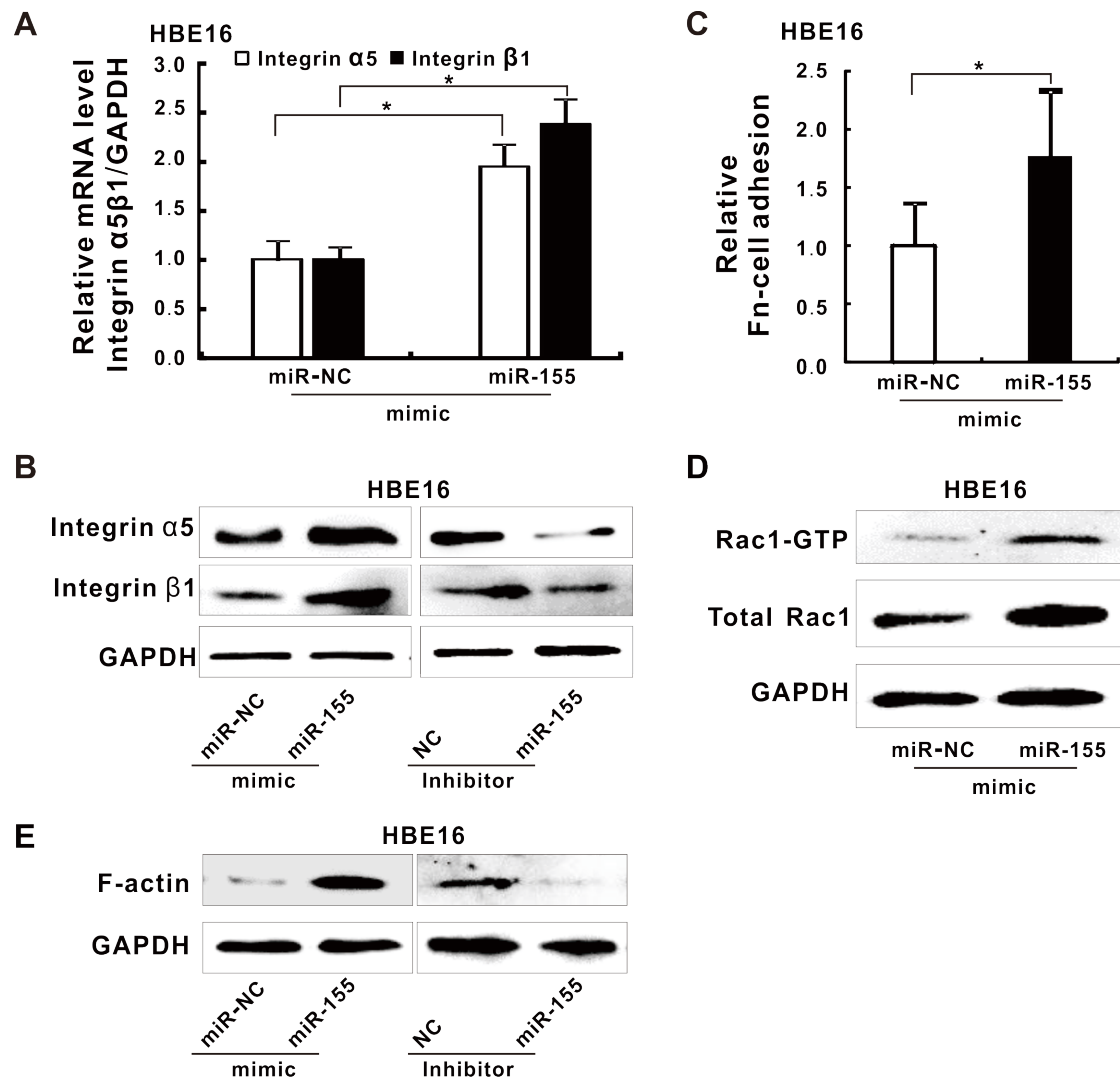 A
HBE16
Integrin α5 Integrin β1
Relative mRNA level
Integrin α5β1/GAPDH
3.0
2.5
2.0
1.5
1.0
0.5
0.0
*
*
miR-NC miR-155
mimic
C
HBE16
Relative
Fn-cell adhesion
2.5
2.0
1.5
1.0
0.5
0.0
*
miR-NC miR-155
mimic
B
HBE16
Integrin α5
Integrin β1
GAPDH
miR-NC miR-155 NC miR-155
mimic Inhibitor
D
HBE16
Rac1-GTP
Total Rac1
GAPDH
miR-NC miR-155
mimic
E
HBE16
F-actin
GAPDH
miR-NC miR-155 NC miR-155
mimic Inhibitor